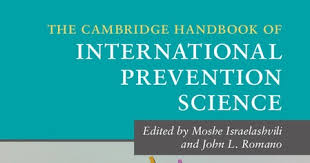 THE CAMBRIDGE HANDBOOK OF
INTERNATIONAL
PREVENTION
SCIENCE
Edited by Moshe Israelashvili
and John L. Romano